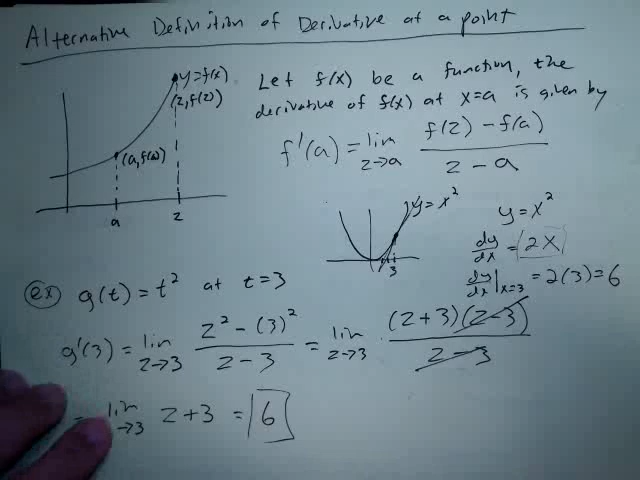 Alternative Definition of Derivative at a point
y=f(x)
(z, f(z))
(a, f(a))
a z
Let f(x) be a function, the
derivative of f(x) at x=a is given by
f'(a) = lim z→a (f(z) - f(a)) / (z - a)
y=x²
3
y = x²
dy/dx = 2x
dy/dx |x=3 = 2(3) = 6
ex g(t) = t² at t=3
g'(3) = lim z→3 (z² - (3)²) / (z - 3) = lim z→3 (z+3)(z-3) / (z-3)
= lim →3 z+3 = 6